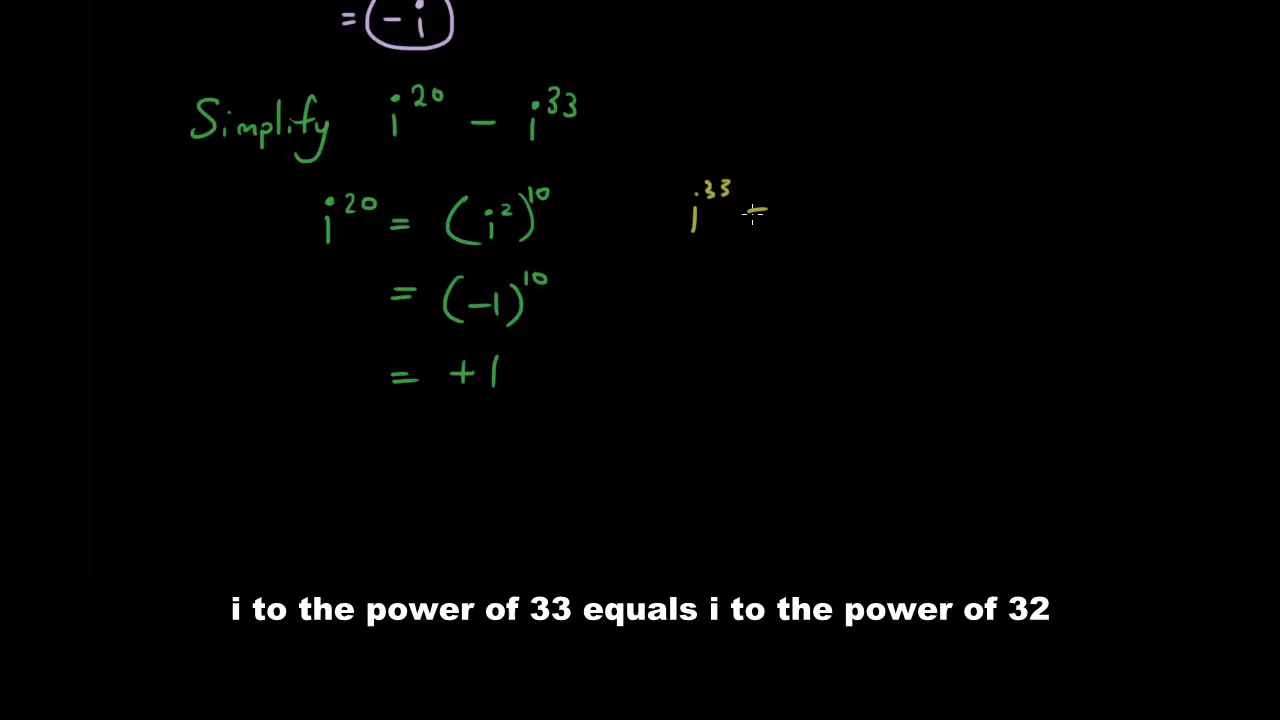 = -i
Simplify i^20 - i^33
i^20 = (i^2)^10
i^33 -
= (-1)^10
= +1
i to the power of 33 equals i to the power of 32